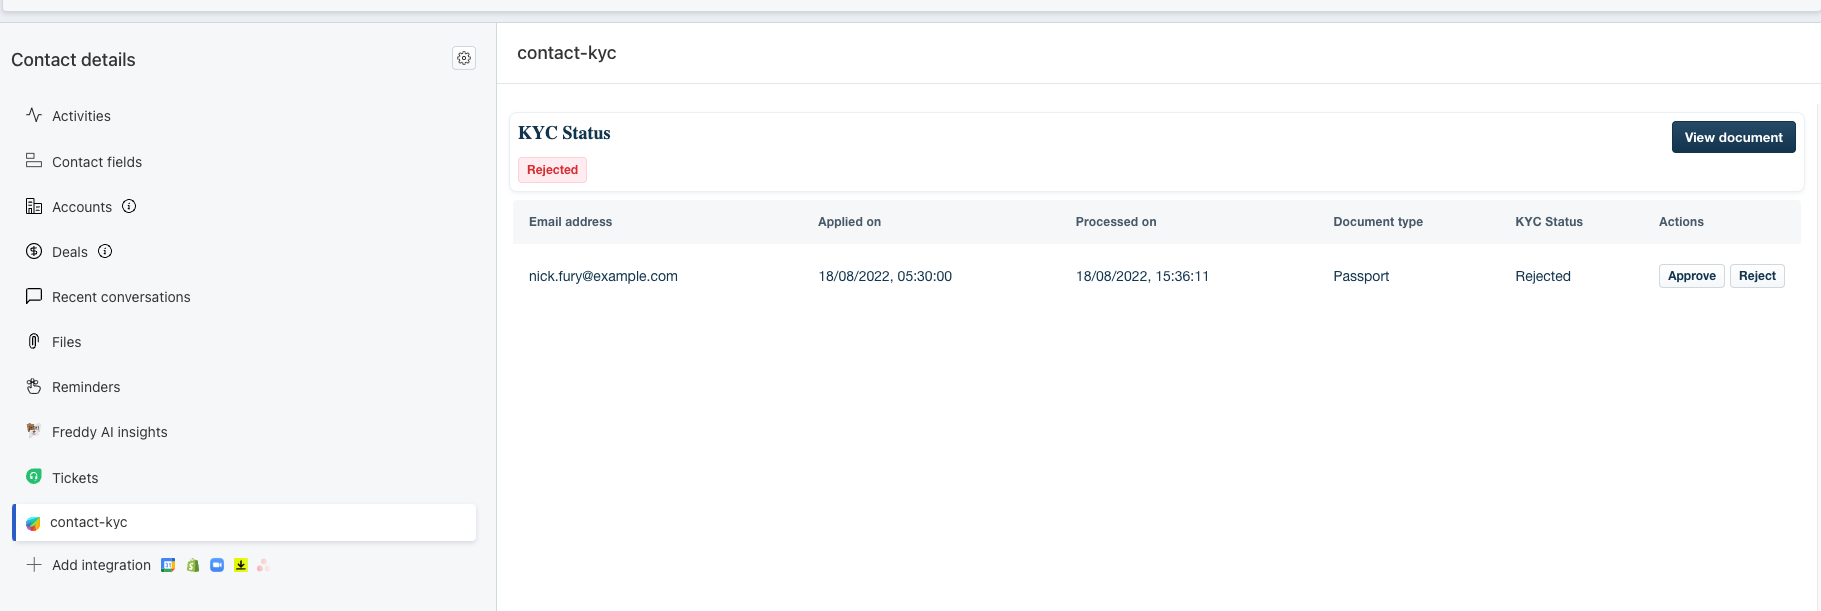 Contact details
Activities
Contact fields
Accounts
Deals
Recent conversations
Files
Reminders
Freddy AI insights
Tickets
contact-kyc
Add integration
contact-kyc
KYC Status
View document
Rejected
Email address Applied on Processed on Document type KYC Status Actions
nick.fury@example.com 18/08/2022, 05:30:00 18/08/2022, 15:36:11 Passport Rejected Approve Reject